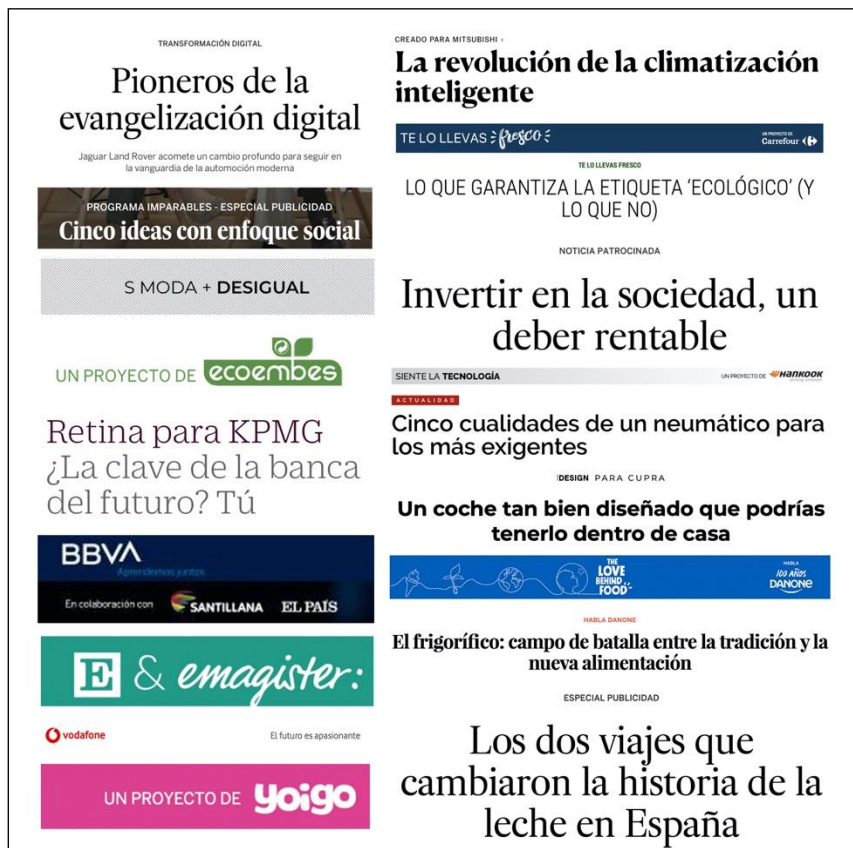 TRANSFORMACIÓN DIGITAL
Pioneros de la
evangelización digital
Jaguar Land Rover acomete un cambio profundo para seguir en
la vanguardia de la automoción moderna
PROGRAMA IMPARABLES - ESPECIAL PUBLICIDAD
Cinco ideas con enfoque social
S MODA + DESIGUAL
UN PROYECTO DE ecoembes
Retina para KPMG
¿La clave de la banca
del futuro? Tú
BBVA
Aprendemos juntos
En colaboración con SANTILLANA EL PAÍS
E & emagister:
vodafone El futuro es apasionante
UN PROYECTO DE yoigo
CREADO PARA MITSUBISHI
La revolución de la climatización
inteligente
TE LO LLEVAS fresco UN PROYECTO DE Carrefour
TE LO LLEVAS FRESCO
LO QUE GARANTIZA LA ETIQUETA ‘ECOLÓGICO’ (Y
LO QUE NO)
NOTICIA PATROCINADA
Invertir en la sociedad, un
deber rentable
SIENTE LA TECNOLOGÍA UN PROYECTO DE Hankook
ACTUALIDAD
Cinco cualidades de un neumático para
los más exigentes
DESIGN PARA CUPRA
Un coche tan bien diseñado que podrías
tenerlo dentro de casa
THE
LOVE
BEHIND
FOOD
HABLA
100 AÑOS
DANONE
HABLA DANONE
El frigorífico: campo de batalla entre la tradición y la
nueva alimentación
ESPECIAL PUBLICIDAD
Los dos viajes que
cambiaron la historia de la
leche en España